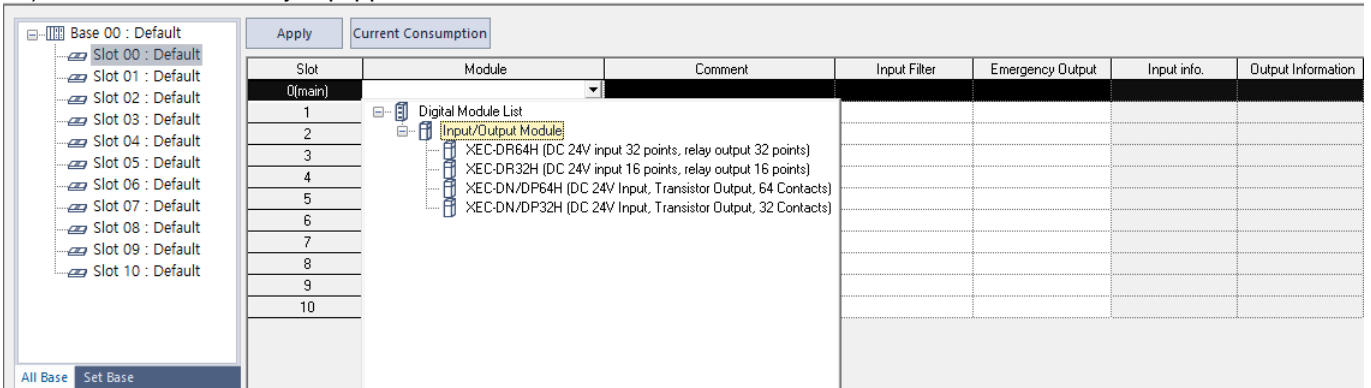 Base 00 : Default
Slot 00 : Default
Slot 01 : Default
Slot 02 : Default
Slot 03 : Default
Slot 04 : Default
Slot 05 : Default
Slot 06 : Default
Slot 07 : Default
Slot 08 : Default
Slot 09 : Default
Slot 10 : Default
All Base Set Base
Apply Current Consumption
Slot Module Comment Input Filter Emergency Output Input info. Output Information
0(main)
1
2
3
4
5
6
7
8
9
10
Digital Module List
Input/Output Module
XEC-DR64H (DC 24V input 32 points, relay output 32 points)
XEC-DR32H (DC 24V input 16 points, relay output 16 points)
XEC-DN/DP64H (DC 24V Input, Transistor Output, 64 Contacts)
XEC-DN/DP32H (DC 24V Input, Transistor Output, 32 Contacts)